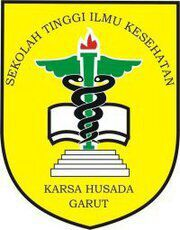 SEKOLAH TINGGI ILMU KESEHATAN
KARSA HUSADA
GARUT